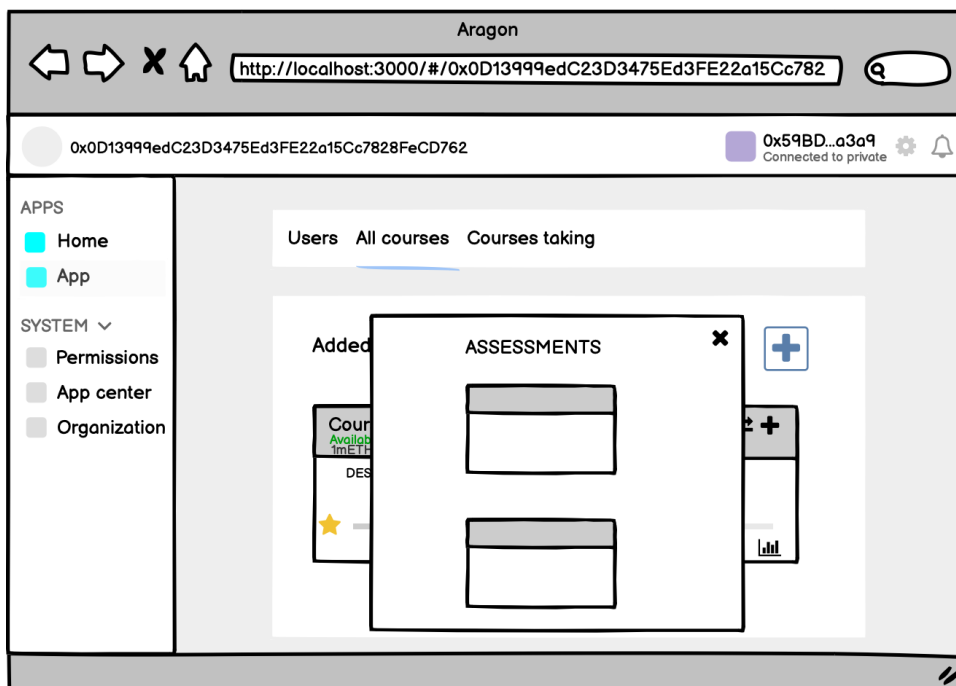 Aragon
http://localhost:3000/#/0x0D13999edC23D3475Ed3FE22a15Cc782
0x0D13999edC23D3475Ed3FE22a15Cc7828FeCD762
0x59BD...a3a9
Connected to private
APPS
Home
App
SYSTEM
Permissions
App center
Organization
Users All courses Courses taking
Added
ASSESSMENTS
Cour
Availab
1mETH
DES